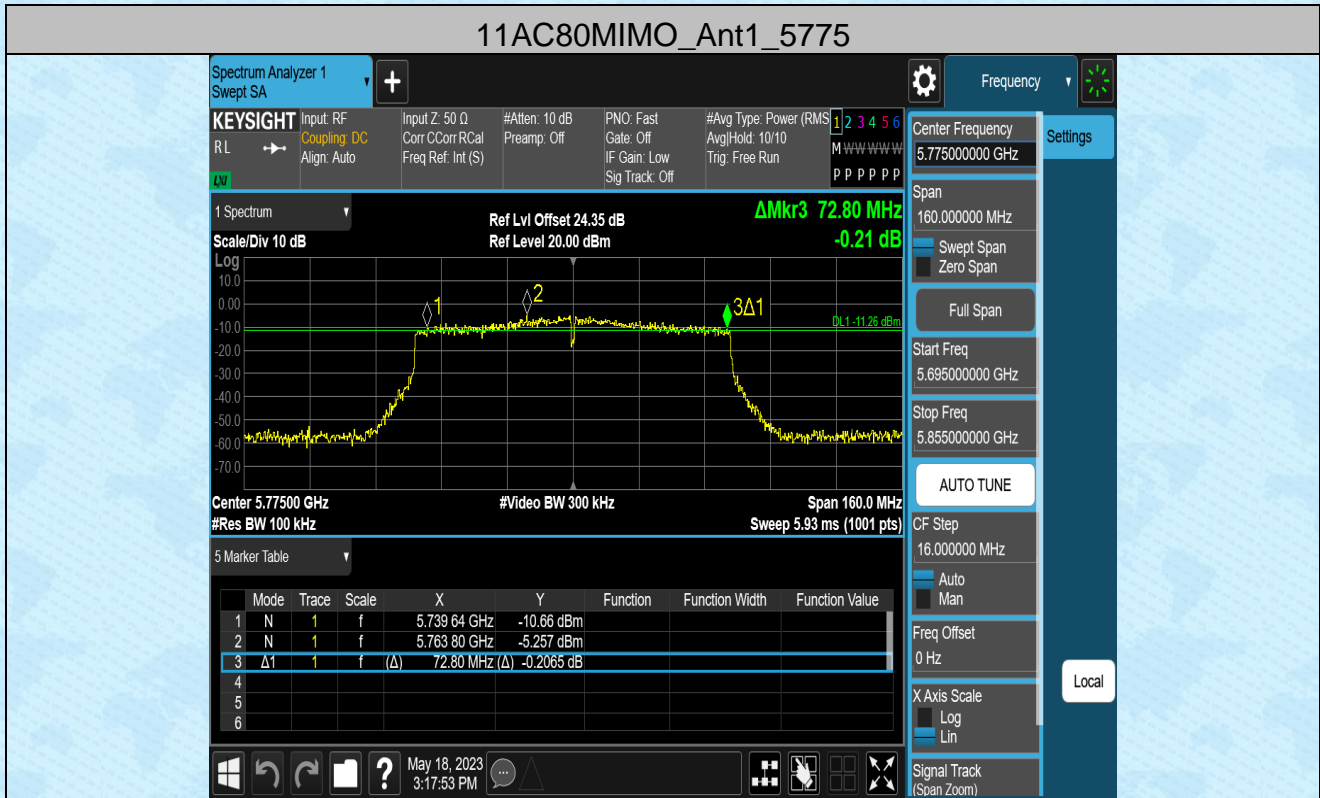 11AC80MIMO_Ant1_5775
Spectrum Analyzer 1
Swept SA
Frequency
KEYSIGHT
RL
LXI
Input: RF
Coupling: DC
Align: Auto
Input Z: 50 Ω
Corr CCorr RCal
Freq Ref: Int (S)
#Atten: 10 dB
Preamp: Off
PNO: Fast
Gate: Off
IF Gain: Low
Sig Track: Off
#Avg Type: Power (RMS
Avg|Hold: 10/10
Trig: Free Run
1 2 3 4 5 6
M W W W W W
P P P P P P
Center Frequency
5.775000000 GHz
Settings
Span
160.000000 MHz
Swept Span
Zero Span
Full Span
Start Freq
5.695000000 GHz
Stop Freq
5.855000000 GHz
AUTO TUNE
CF Step
16.000000 MHz
Auto
Man
Freq Offset
0 Hz
X Axis Scale
Log
Lin
Signal Track
(Span Zoom)
Local
1 Spectrum
Scale/Div 10 dB
Ref Lvl Offset 24.35 dB
Ref Level 20.00 dBm
ΔMkr3 72.80 MHz
-0.21 dB
Log
10.0
0.00
-10.0
-20.0
-30.0
-40.0
-50.0
-60.0
-70.0
1
2
3Δ1
DL1 -11.26 dBm
Center 5.77500 GHz
#Video BW 300 kHz
Span 160.0 MHz
#Res BW 100 kHz
Sweep 5.93 ms (1001 pts)
5 Marker Table
Mode Trace Scale X Y Function Function Width Function Value
1 N 1 f 5.739 64 GHz -10.66 dBm
2 N 1 f 5.763 80 GHz -5.257 dBm
3 Δ1 1 f (Δ) 72.80 MHz (Δ) -0.2065 dB
4
5
6
?
May 18, 2023
3:17:53 PM